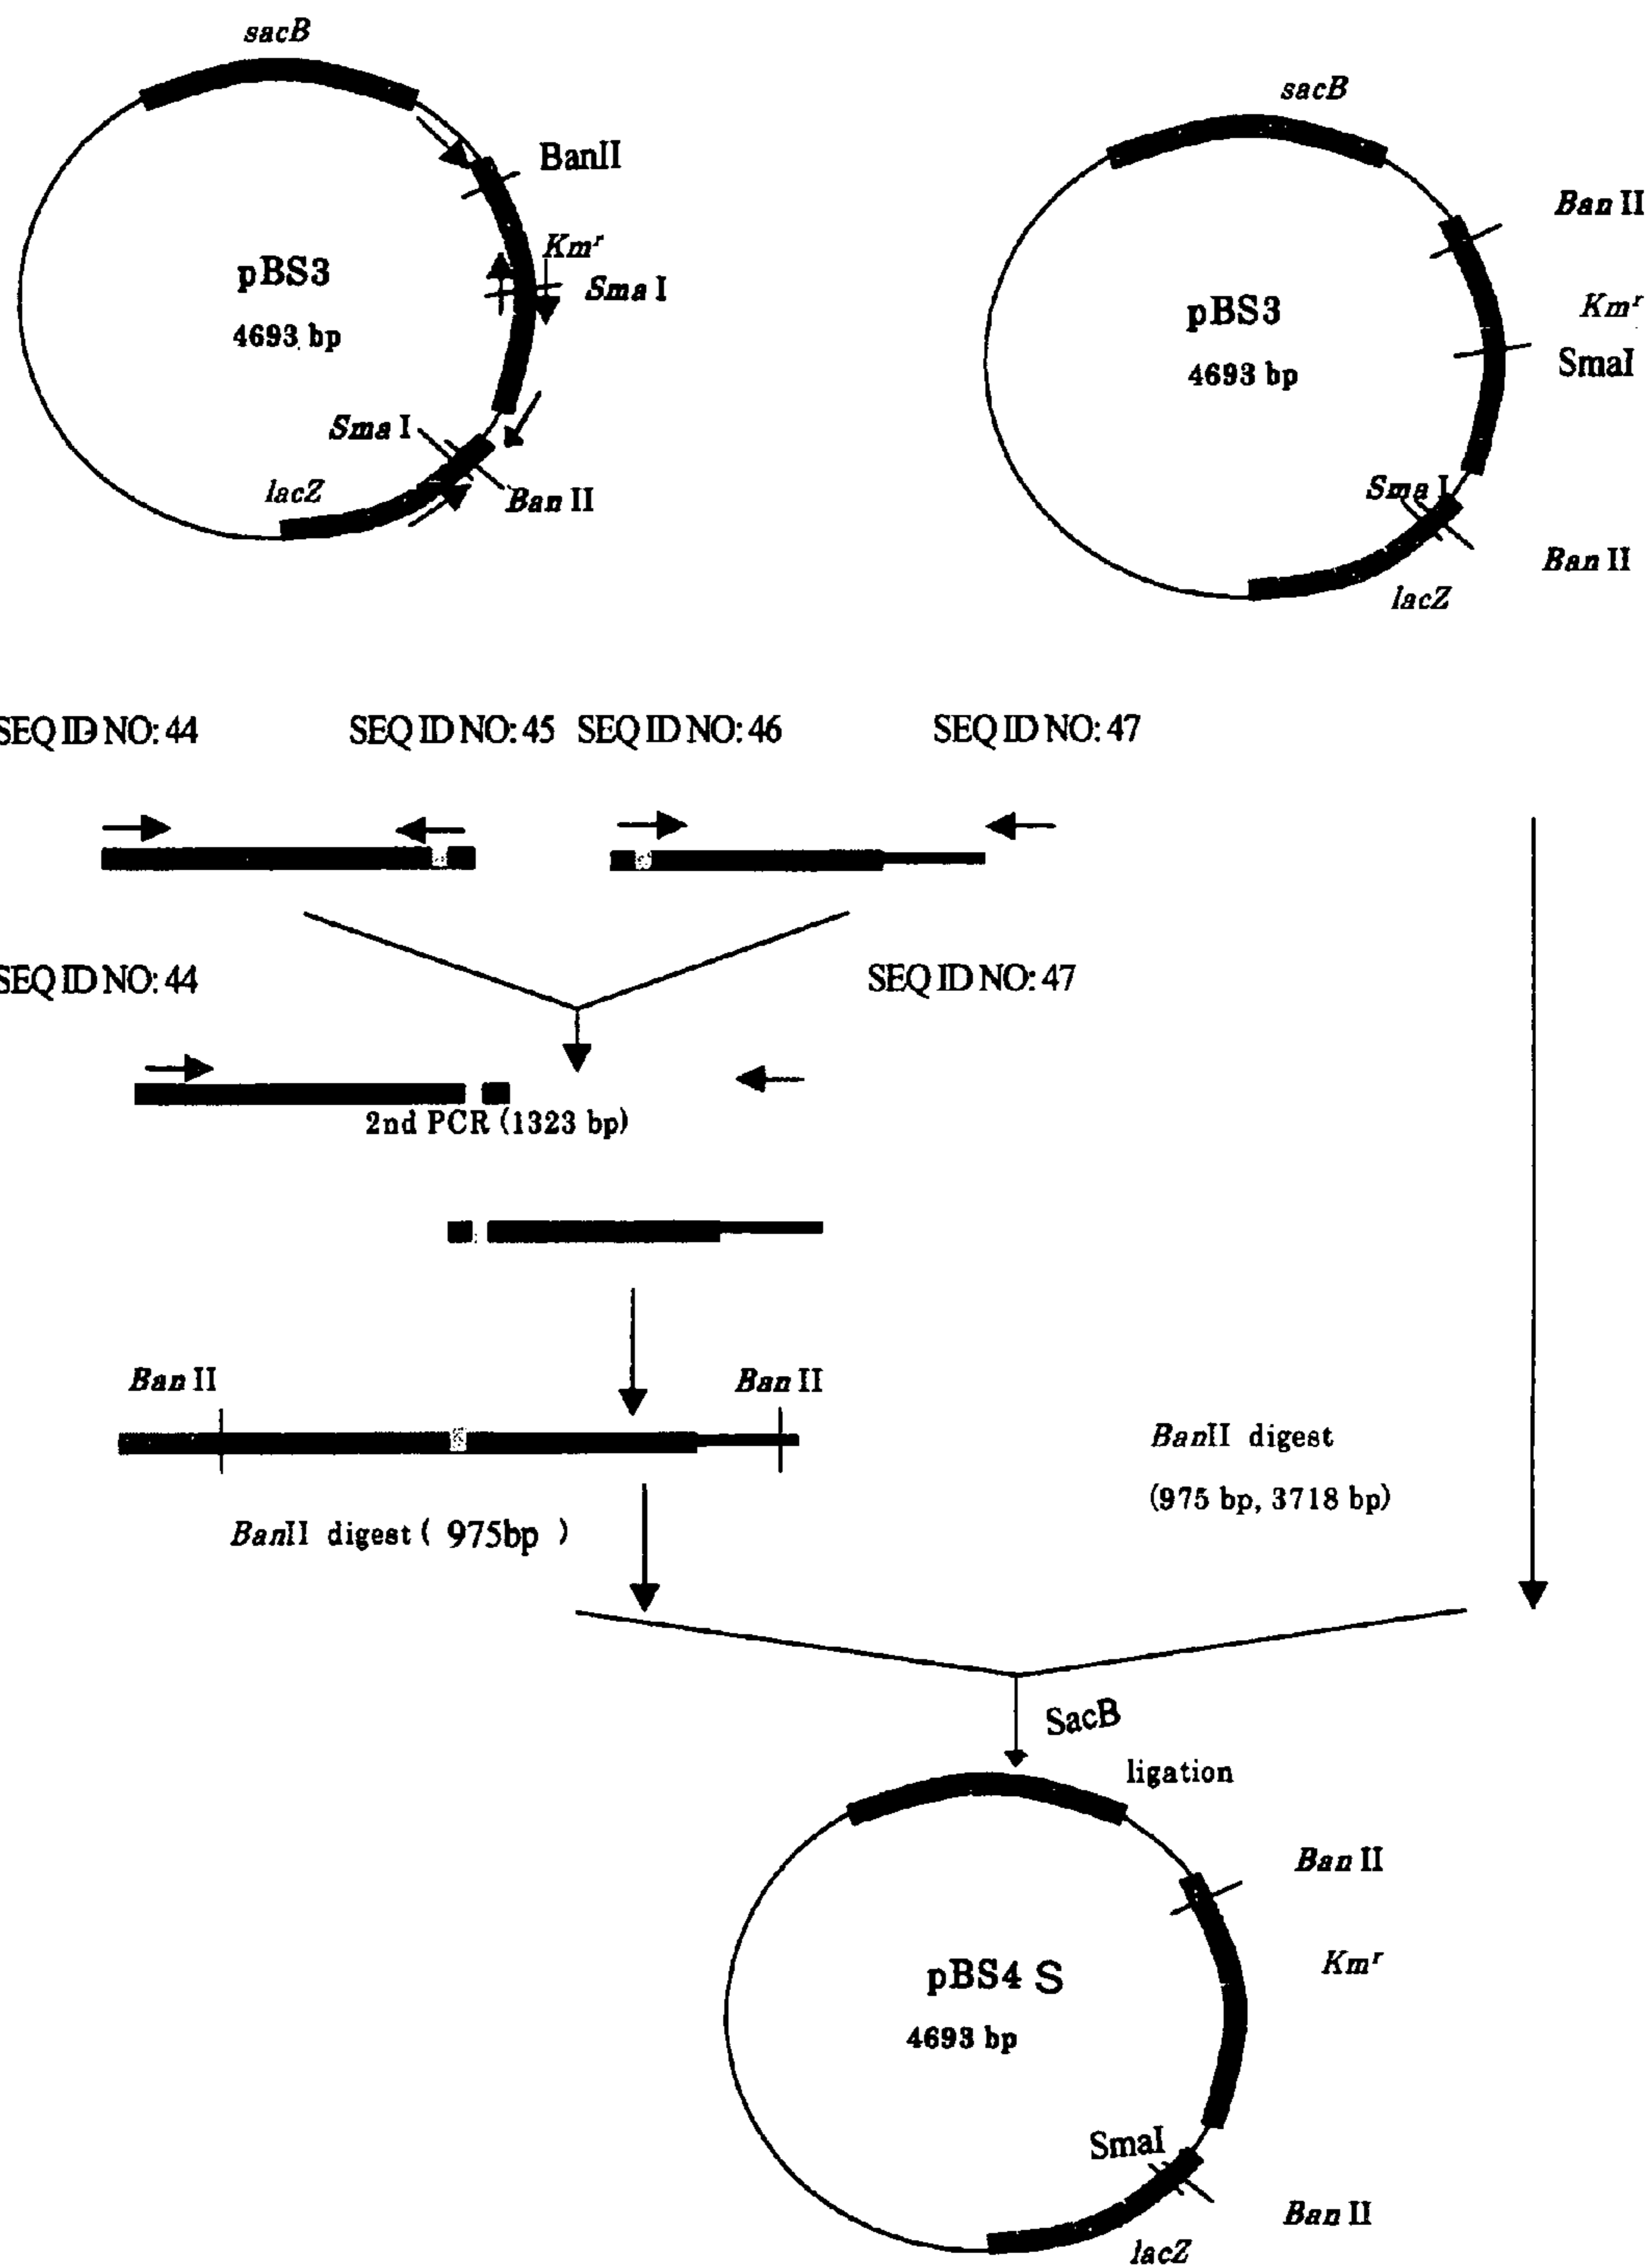 sacB
BanII
Kmʳ
Sma I
pBS3
4693 bp
Sma I
lacZ
Ban II
sacB
Ban II
Kmʳ
SmaI
pBS3
4693 bp
Sma I
Ban II
lacZ
SEQ ID NO: 44
SEQ ID NO: 45
SEQ ID NO: 46
SEQ ID NO: 47
SEQ ID NO: 44
SEQ ID NO: 47
2nd PCR (1323 bp)
Ban II
Ban II
BanII digest ( 975bp )
BanII digest
(975 bp, 3718 bp)
SacB
ligation
Ban II
Kmʳ
pBS4 S
4693 bp
SmaI
Ban II
lacZ